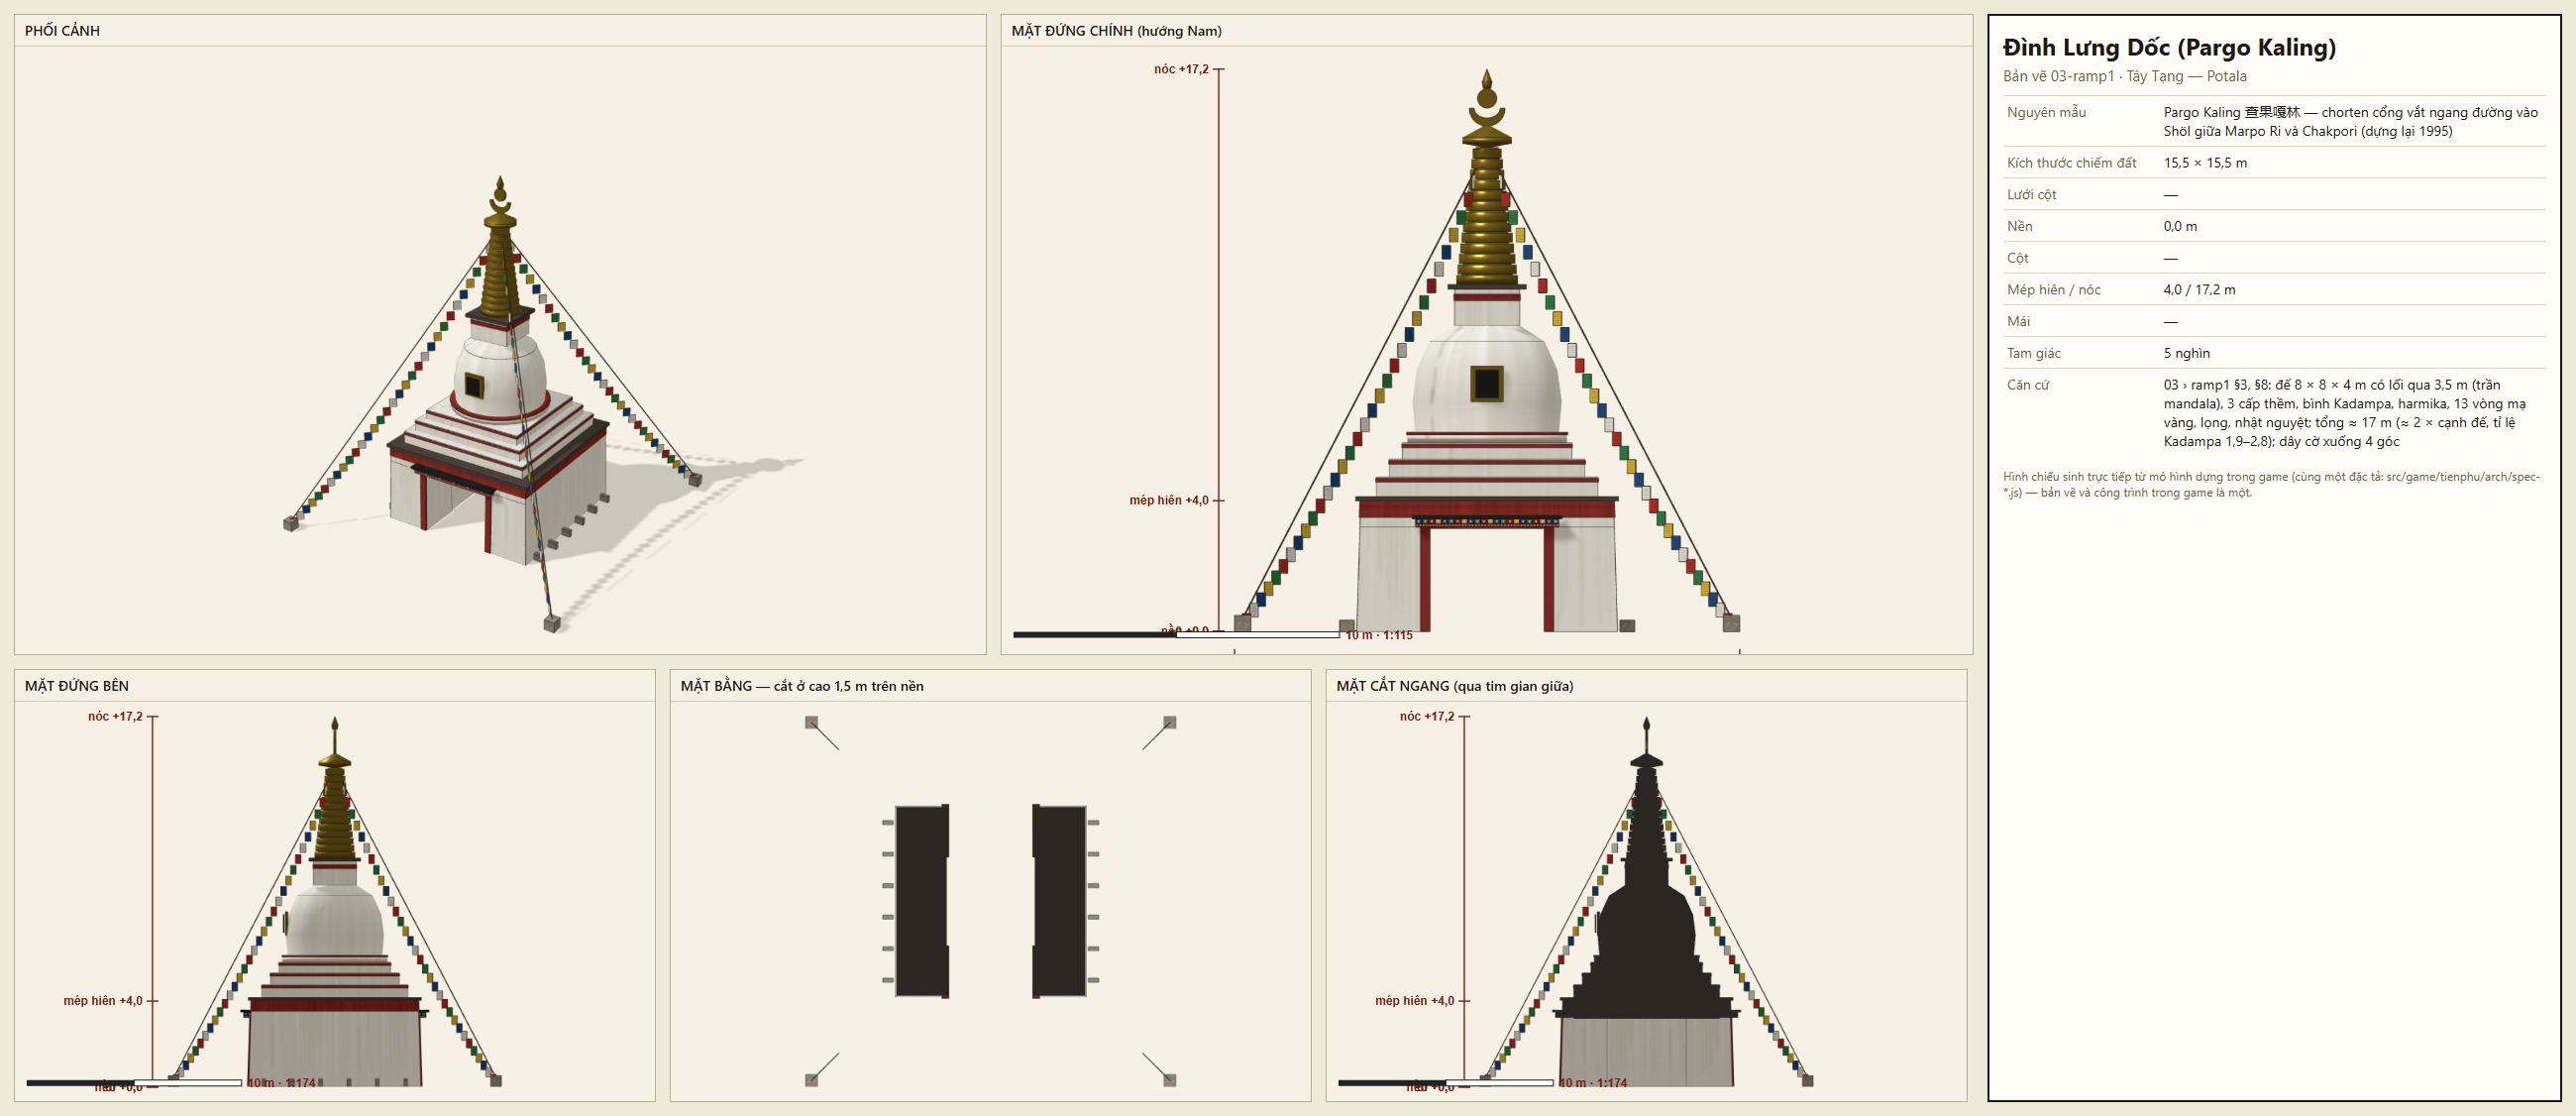 PHỐI CẢNH
MẶT ĐỨNG CHÍNH (hướng Nam)
nóc +17,2
mép hiên +4,0
nền ±0,0
10 m · 1:115
MẶT ĐỨNG BÊN
nóc +17,2
mép hiên +4,0
10 m · 1:174
MẶT BẰNG — cắt ở cao 1,5 m trên nền
MẶT CẮT NGANG (qua tim gian giữa)
nóc +17,2
mép hiên +4,0
10 m · 1:174
Đình Lưng Dốc (Pargo Kaling)
Bản vẽ 03-ramp1 · Tây Tạng — Potala
Nguyên mẫu
Pargo Kaling 查果嘎林 — chorten cổng vắt ngang đường vào
Shöl giữa Marpo Ri và Chakpori (dựng lại 1995)
Kích thước chiếm đất
15,5 × 15,5 m
Lưới cột
—
Nền
0,0 m
Cột
—
Mép hiên / nóc
4,0 / 17,2 m
Mái
—
Tam giác
5 nghìn
Căn cứ
03 › ramp1 §3, §8: đế 8 × 8 × 4 m có lối qua 3,5 m (trần
mandala), 3 cấp thềm, bình Kadampa, harmika, 13 vòng mạ
vàng, lọng, nhật nguyệt; tổng ≈ 17 m (≈ 2 × cạnh đế, tỉ lệ
Kadampa 1,9–2,8); dây cờ xuống 4 góc
Hình chiếu sinh trực tiếp từ mô hình dựng trong game (cùng một đặc tả: src/game/tienphu/arch/spec-
*.js) — bản vẽ và công trình trong game là một.